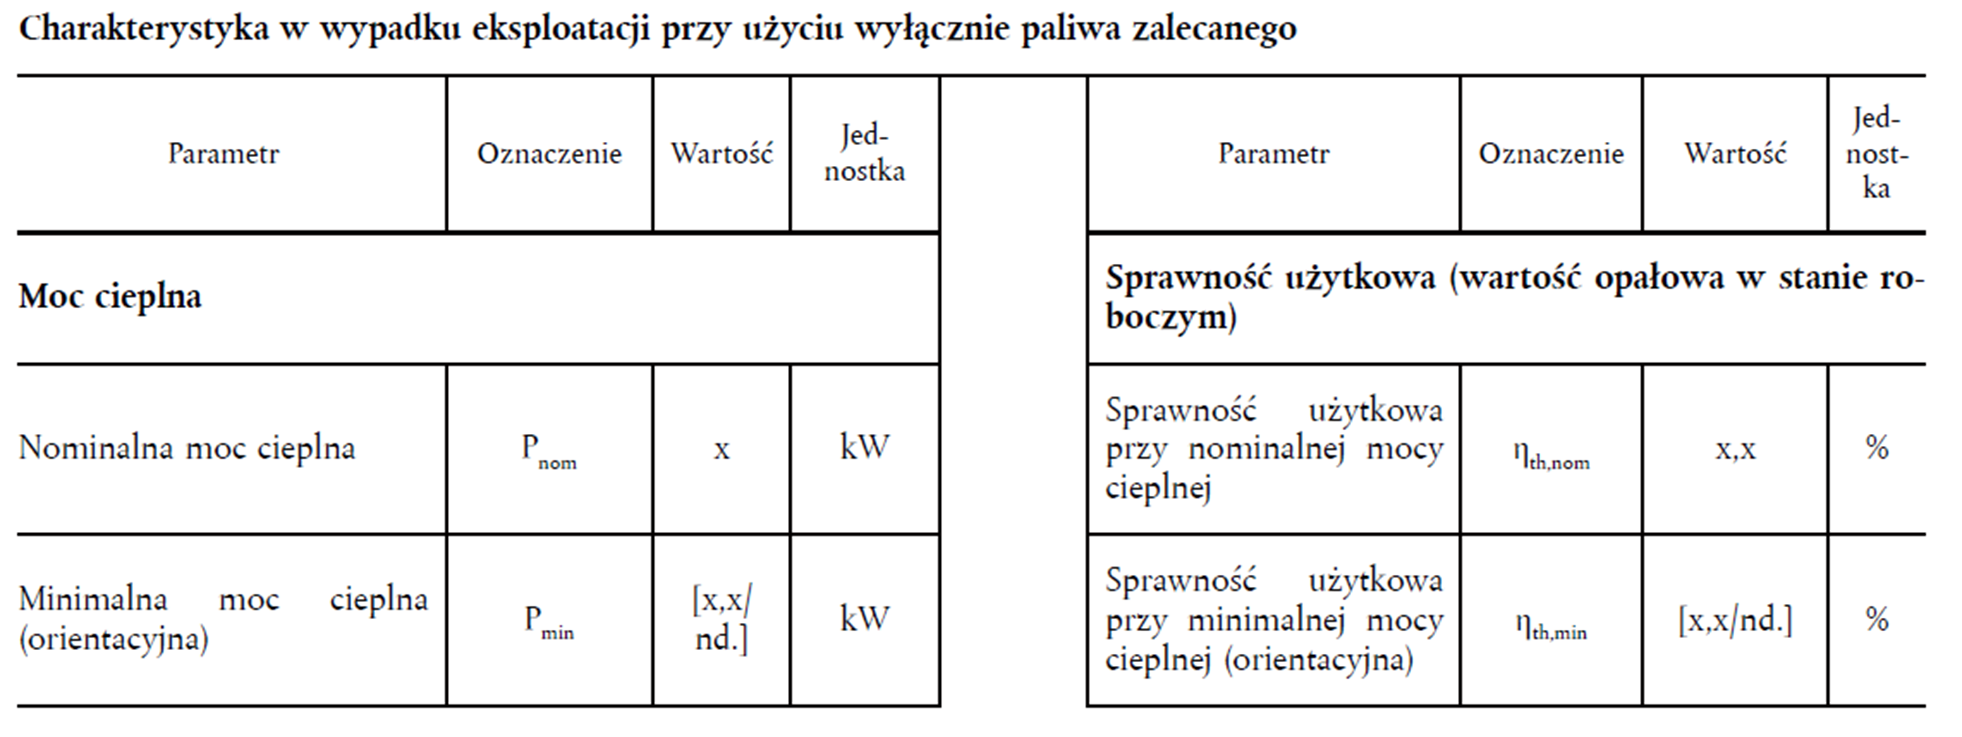 Charakterystyka w wypadku eksploatacji przy użyciu wyłącznie paliwa zalecanego
Parametr
Oznaczenie
Wartość
Jed-
nostka
Moc cieplna
Nominalna moc cieplna
Pnom
x
kW
Minimalna moc cieplna
(orientacyjna)
Pmin
[x,x/
nd.]
kW
Parametr
Oznaczenie
Wartość
Jed-
nost-
ka
Sprawność użytkowa (wartość opałowa w stanie ro-
boczym)
Sprawność użytkowa
przy nominalnej mocy
cieplnej
ηth,nom
x,x
%
Sprawność użytkowa
przy minimalnej mocy
cieplnej (orientacyjna)
ηth,min
[x,x/nd.]
%